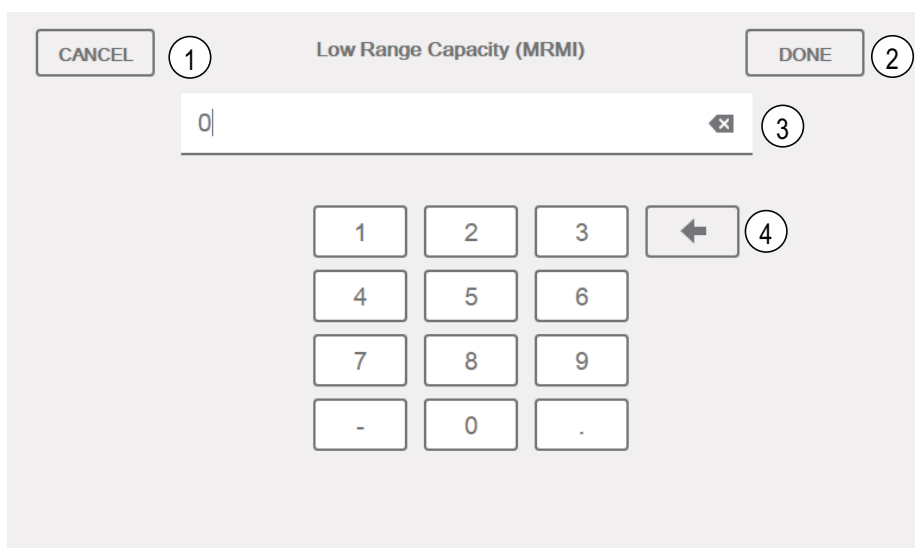 CANCEL 1 Low Range Capacity (MRMI) DONE 2
0 3
1 2 3 4
4 5 6
7 8 9
- 0 .